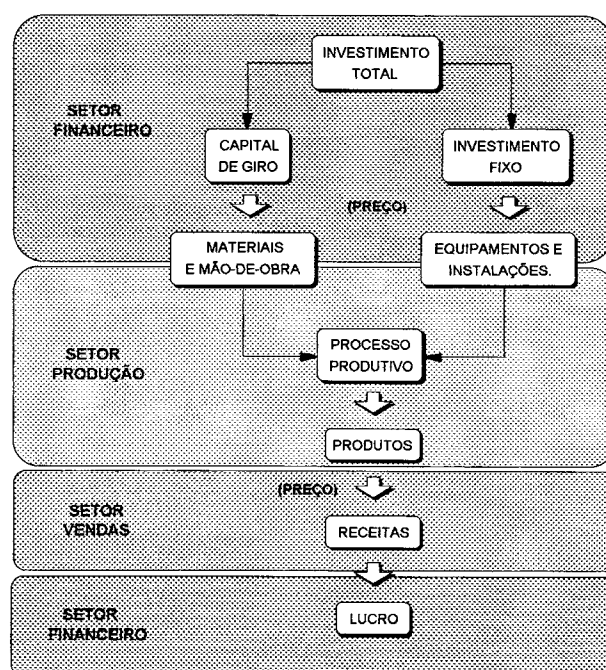 INVESTIMENTO
TOTAL
SETOR
FINANCEIRO
CAPITAL
DE GIRO
INVESTIMENTO
FIXO
(PREÇO)
MATERIAIS
E MÃO-DE-OBRA
EQUIPAMENTOS E
INSTALAÇÕES.
SETOR
PRODUÇÃO
PROCESSO
PRODUTIVO
PRODUTOS
(PREÇO)
SETOR
VENDAS
RECEITAS
SETOR
FINANCEIRO
LUCRO